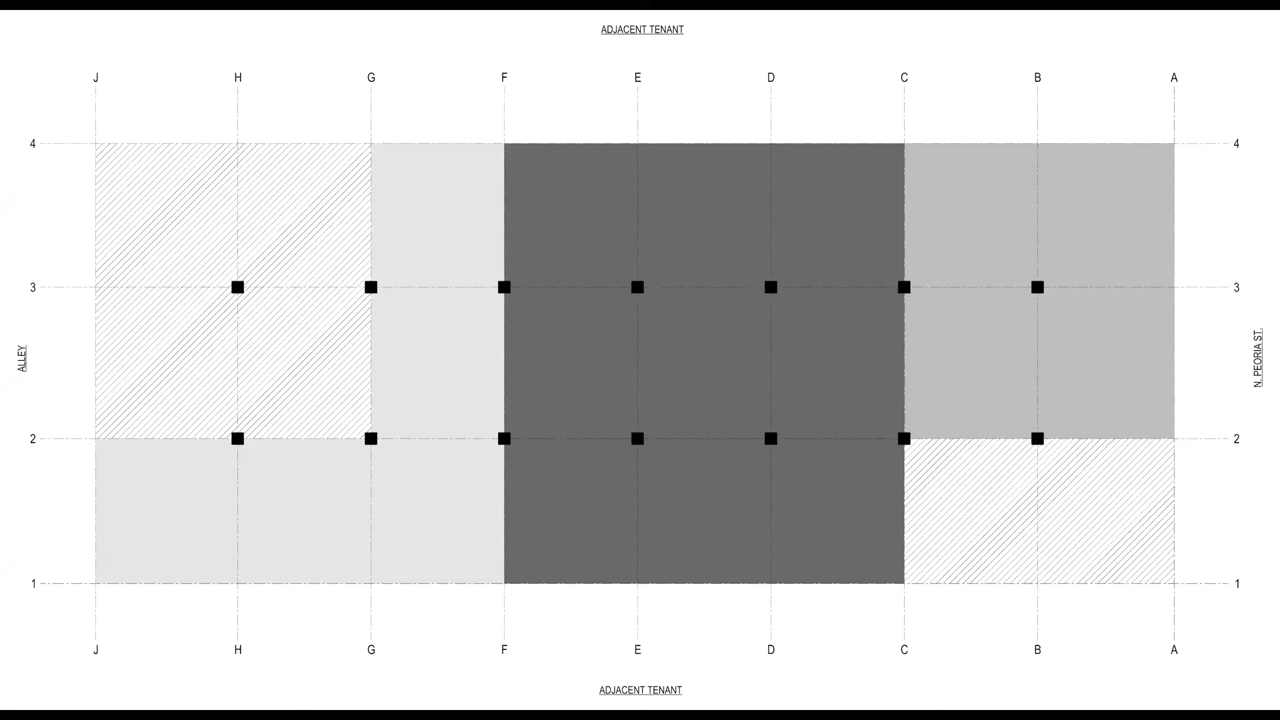 ADJACENT TENANT
J H G F E D C B A
4 4
3 3
ALLEY
N. PEORIA ST.
2 2
1 1
J H G F E D C B A
ADJACENT TENANT